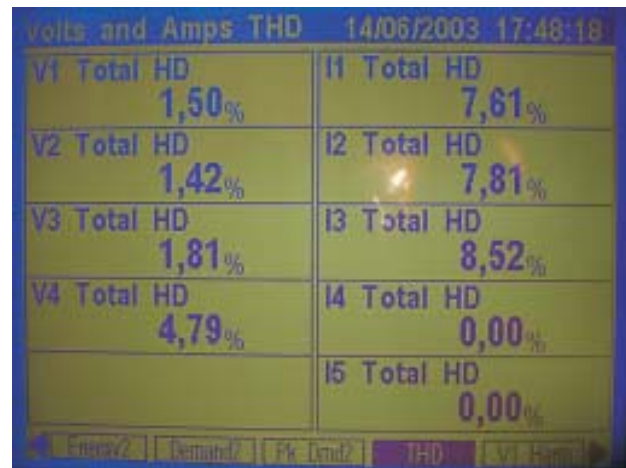 Volts and Amps THD 14/06/2003 17:48:18
V1 Total HD
1,50%
I1 Total HD
7,61%
V2 Total HD
1,42%
I2 Total HD
7,81%
V3 Total HD
1,81%
I3 Total HD
8,52%
V4 Total HD
4,79%
I4 Total HD
0,00%
I5 Total HD
0,00%
Energy2 Demand2 Pk Dmd2 THD V1 Harm